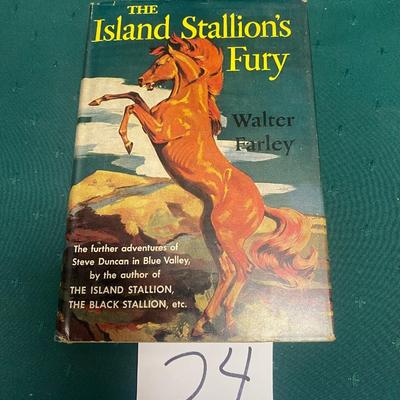 THE
Island Stallion's
Fury
Walter
Farley
The further adventures of
Steve Duncan in Blue Valley,
by the author of
THE ISLAND STALLION,
THE BLACK STALLION, etc.
24